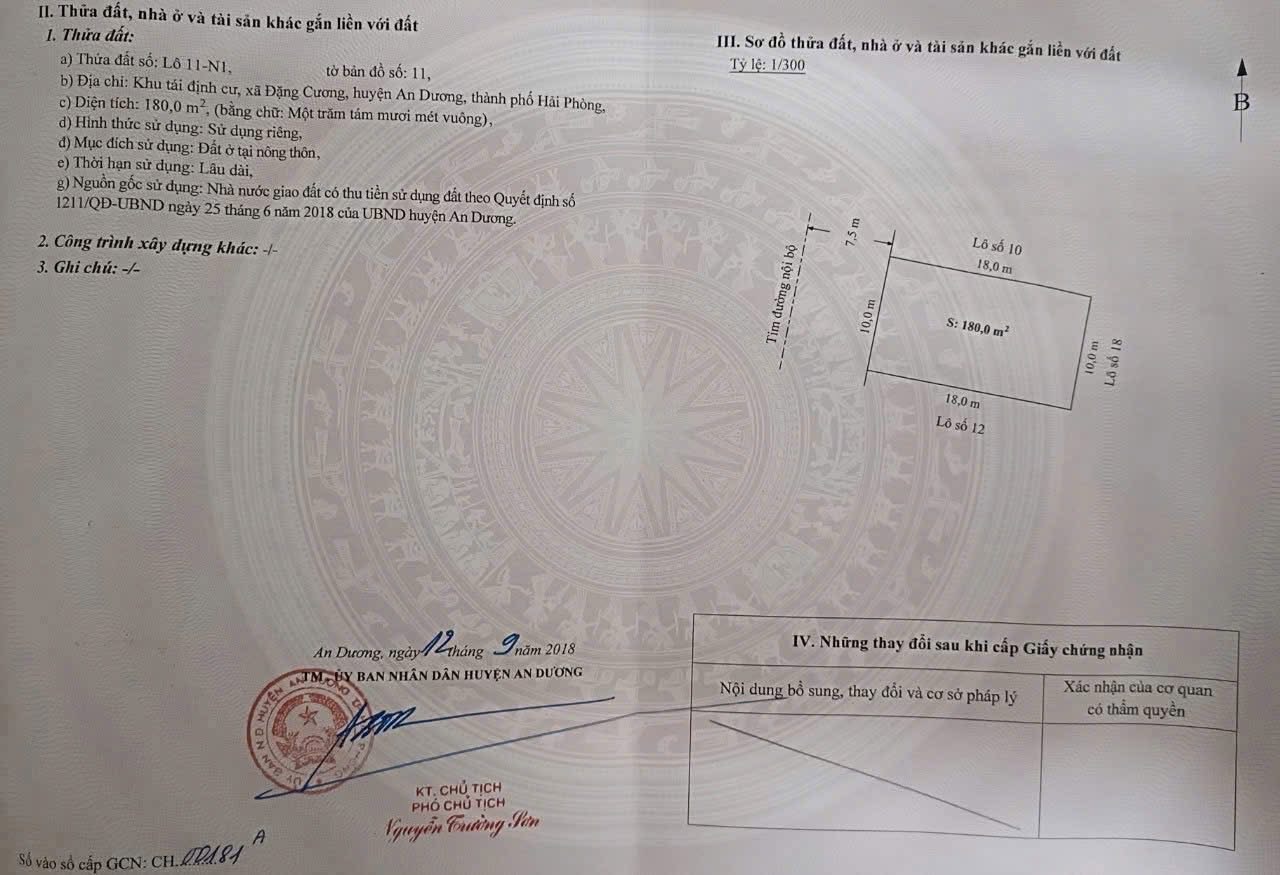 II. Thửa đất, nhà ở và tài sản khác gắn liền với đất
1. Thửa đất:
a) Thửa đất số: Lô 11-N1, tờ bản đồ số: 11,
b) Địa chỉ: Khu tái định cư, xã Đặng Cương, huyện An Dương, thành phố Hải Phòng,
c) Diện tích: 180,0 m², (bằng chữ: Một trăm tám mươi mét vuông),
d) Hình thức sử dụng: Sử dụng riêng,
đ) Mục đích sử dụng: Đất ở tại nông thôn,
e) Thời hạn sử dụng: Lâu dài,
g) Nguồn gốc sử dụng: Nhà nước giao đất có thu tiền sử dụng đất theo Quyết định số
1211/QĐ-UBND ngày 25 tháng 6 năm 2018 của UBND huyện An Dương.
2. Công trình xây dựng khác: -/-
3. Ghi chú: -/-
III. Sơ đồ thửa đất, nhà ở và tài sản khác gắn liền với đất
Tỷ lệ: 1/300
B
Tim đường nội bộ
7,5 m
Lô số 10
18,0 m
10,0 m
S: 180,0 m²
10,0 m
Lô số 18
18,0 m
Lô số 12
An Dương, ngày 12 tháng 9 năm 2018
TM. ỦY BAN NHÂN DÂN HUYỆN AN DƯƠNG
KT. CHỦ TỊCH
PHÓ CHỦ TỊCH
Nguyễn Trường Sơn
IV. Những thay đổi sau khi cấp Giấy chứng nhận
Nội dung bổ sung, thay đổi và cơ sở pháp lý
Xác nhận của cơ quan
có thẩm quyền
Số vào sổ cấp GCN: CH
A